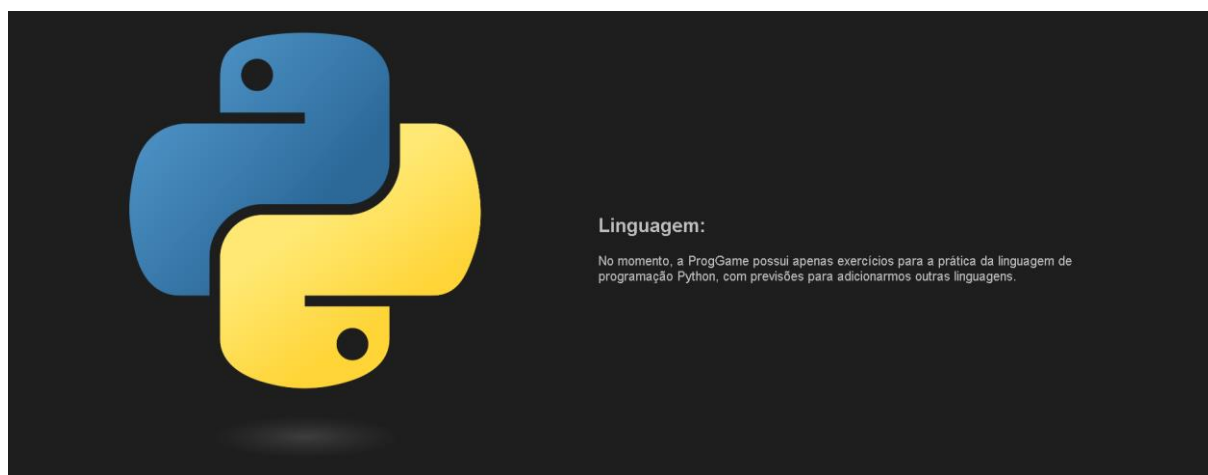 Linguagem:
No momento, a ProgGame possui apenas exercícios para a prática da linguagem de
programação Python, com previsões para adicionarmos outras linguagens.